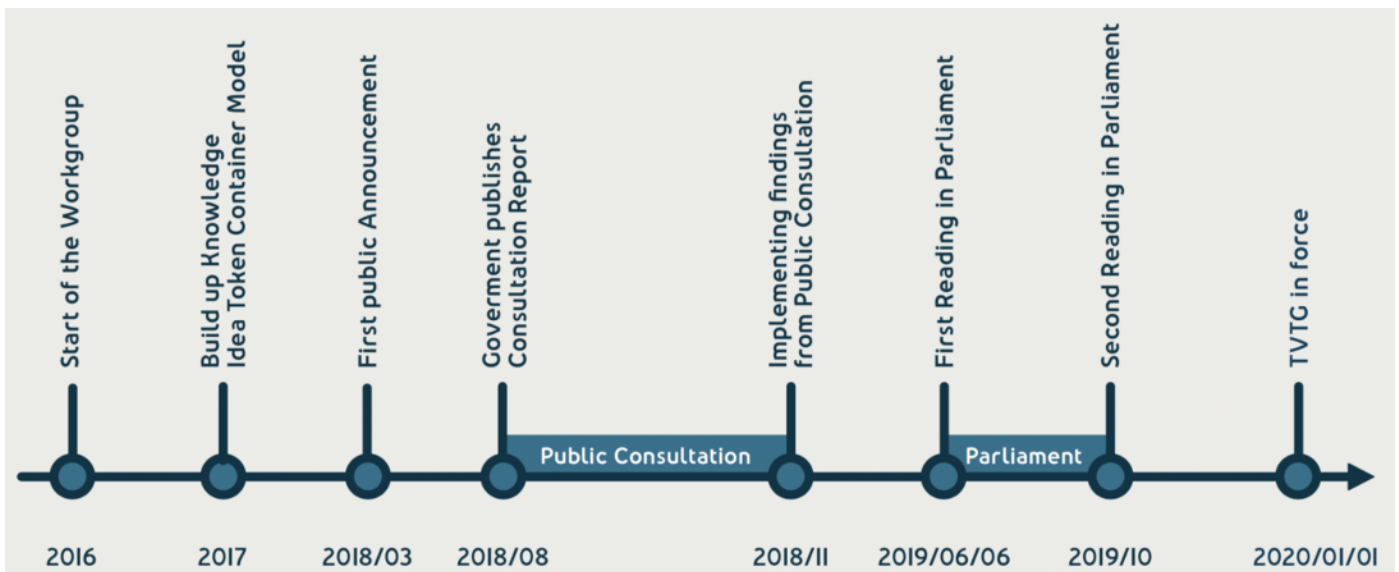 Start of the Workgroup
Build up Knowledge
Idea Token Container Model
First public Announcement
Goverment publishes
Consultation Report
Implementing findings
from Public Consultation
First Reading in Parliament
Second Reading in Parliament
TVTG in force
Public Consultation
Parliament
2016
2017
2018/03
2018/08
2018/11
2019/06/06
2019/10
2020/01/01